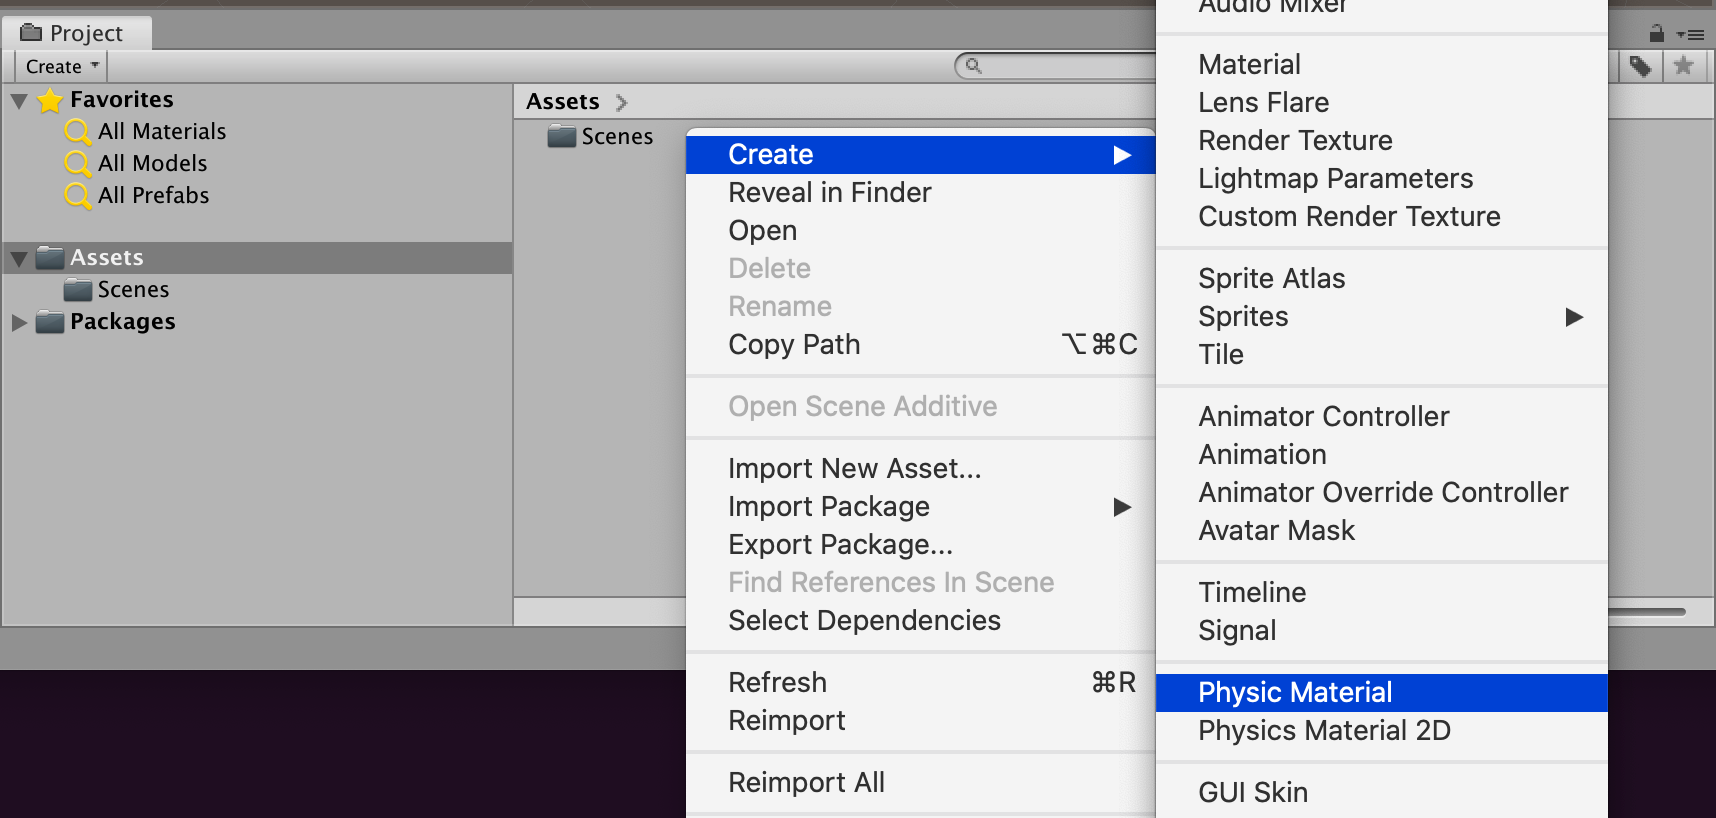 Project
Create
Favorites
All Materials
All Models
All Prefabs
Assets
Scenes
Packages
Assets
Scenes
Create
Reveal in Finder
Open
Delete
Rename
Copy Path ⌥⌘C
Open Scene Additive
Import New Asset...
Import Package
Export Package...
Find References In Scene
Select Dependencies
Refresh ⌘R
Reimport
Reimport All
Audio Mixer
Material
Lens Flare
Render Texture
Lightmap Parameters
Custom Render Texture
Sprite Atlas
Sprites
Tile
Animator Controller
Animation
Animator Override Controller
Avatar Mask
Timeline
Signal
Physic Material
Physics Material 2D
GUI Skin